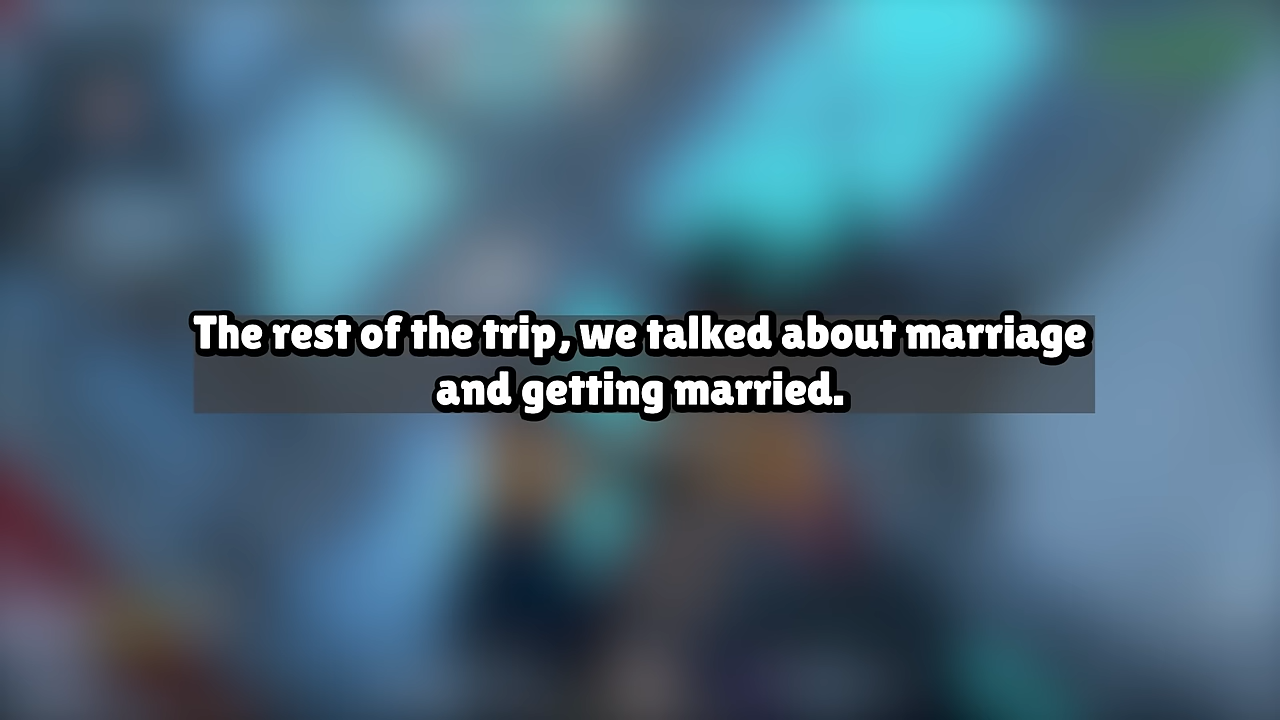 The rest of the trip, we talked about marriage
and getting married.